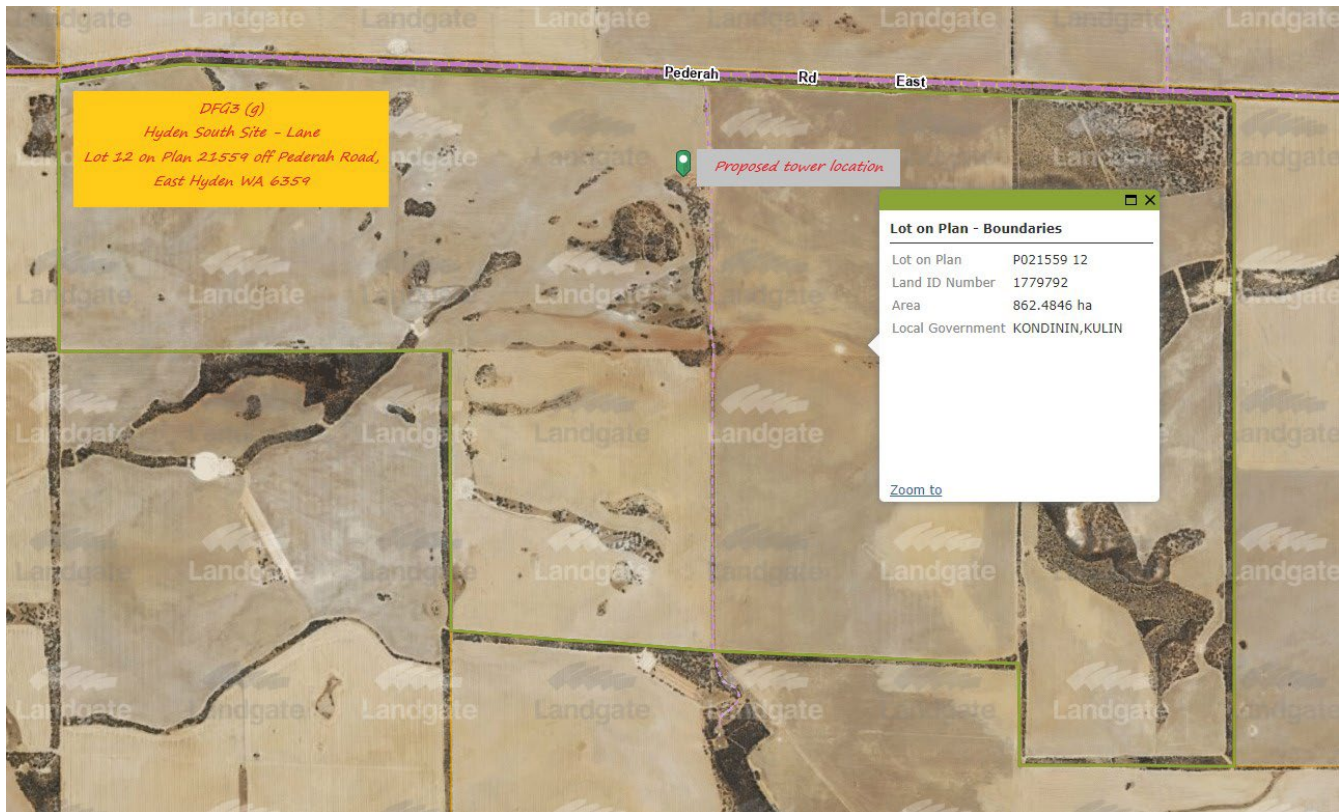 Landgate
Pederah Rd East
DFG3 (g)
Hyden South Site - Lane
Lot 12 on Plan 21559 off Pederah Road,
East Hyden WA 6359
Proposed tower location
Lot on Plan - Boundaries
Lot on Plan P021559 12
Land ID Number 1779792
Area 862.4846 ha
Local Government KONDININ,KULIN
Zoom to